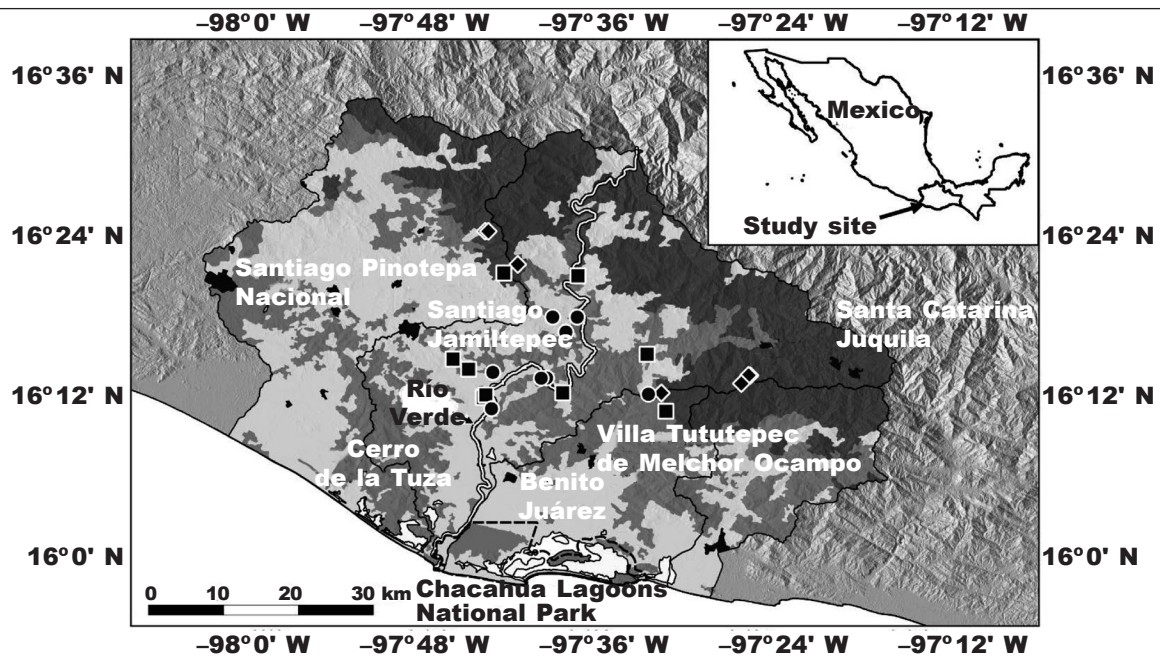 –98°0' W –97°48' W –97°36' W –97°24' W –97°12' W
16°36' N
16°36' N
Mexico
Study site
16°24' N
16°24' N
Santiago Pinotepa
Nacional
Santiago
Jamiltepec
Santa Catarina
Juquila
16°12' N
16°12' N
Río
Verde
Villa Tututepec
de Melchor Ocampo
Cerro
de la Tuza
Benito
Juárez
16°0' N
16°0' N
0 10 20 30 km
Chacahua Lagoons
National Park
–98°0' W –97°48' W –97°36' W –97°24' W –97°12' W